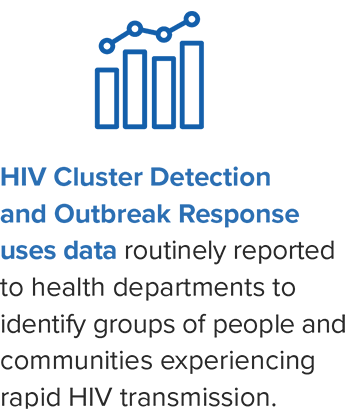 HIV Cluster Detection
and Outbreak Response
uses data routinely reported
to health departments to
identify groups of people and
communities experiencing
rapid HIV transmission.